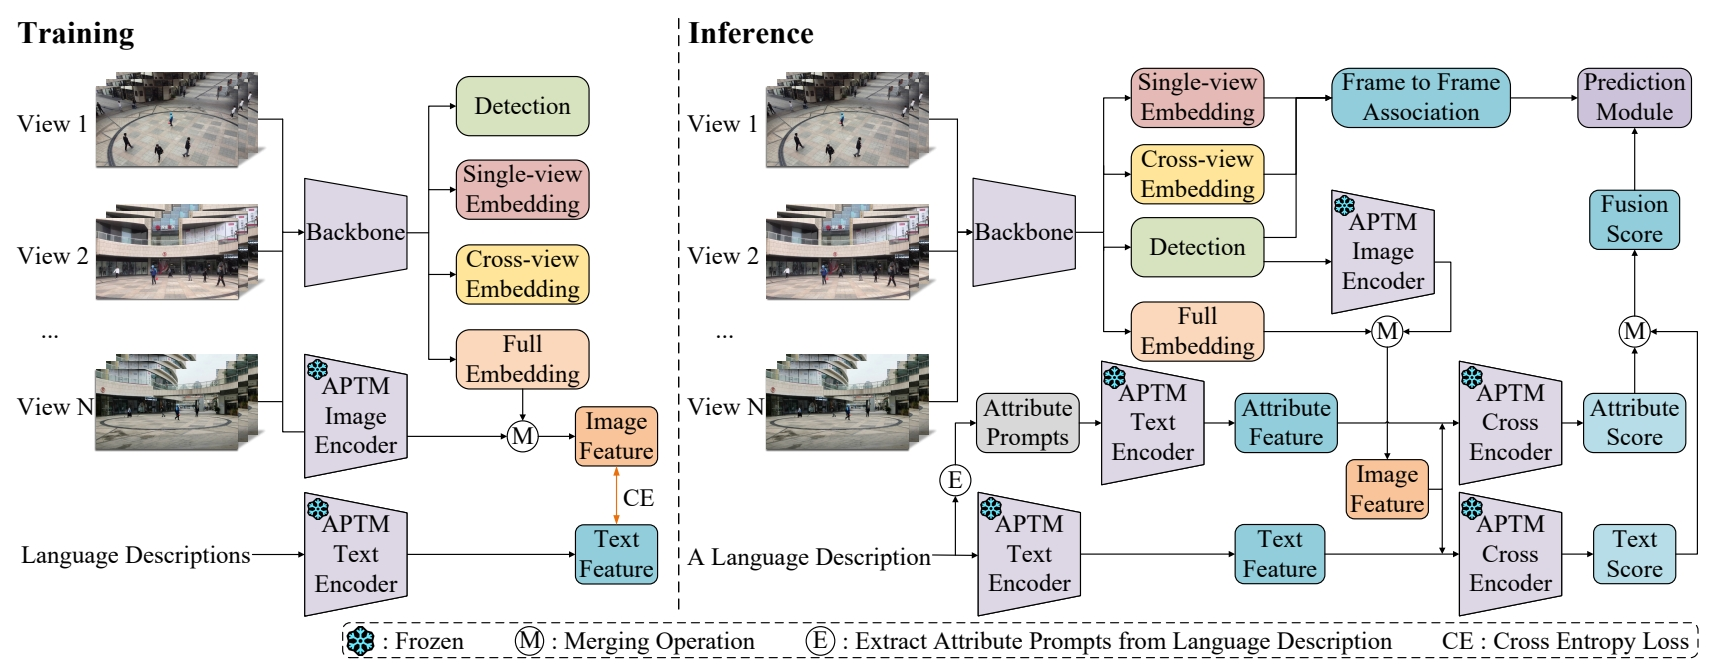 Training
View 1
View 2
...
View N
Backbone
Detection
Single-view
Embedding
Cross-view
Embedding
Full
Embedding
APTM
Image
Encoder
M
Image
Feature
CE
Language Descriptions
APTM
Text
Encoder
Text
Feature
Inference
View 1
View 2
...
View N
Backbone
Single-view
Embedding
Cross-view
Embedding
Detection
Full
Embedding
Frame to Frame
Association
Prediction
Module
APTM
Image
Encoder
Fusion
Score
M
M
Attribute
Prompts
APTM
Text
Encoder
Attribute
Feature
APTM
Cross
Encoder
Attribute
Score
E
Image
Feature
A Language Description
APTM
Text
Encoder
Text
Feature
APTM
Cross
Encoder
Text
Score
: Frozen
M : Merging Operation
E : Extract Attribute Prompts from Language Description
CE : Cross Entropy Loss